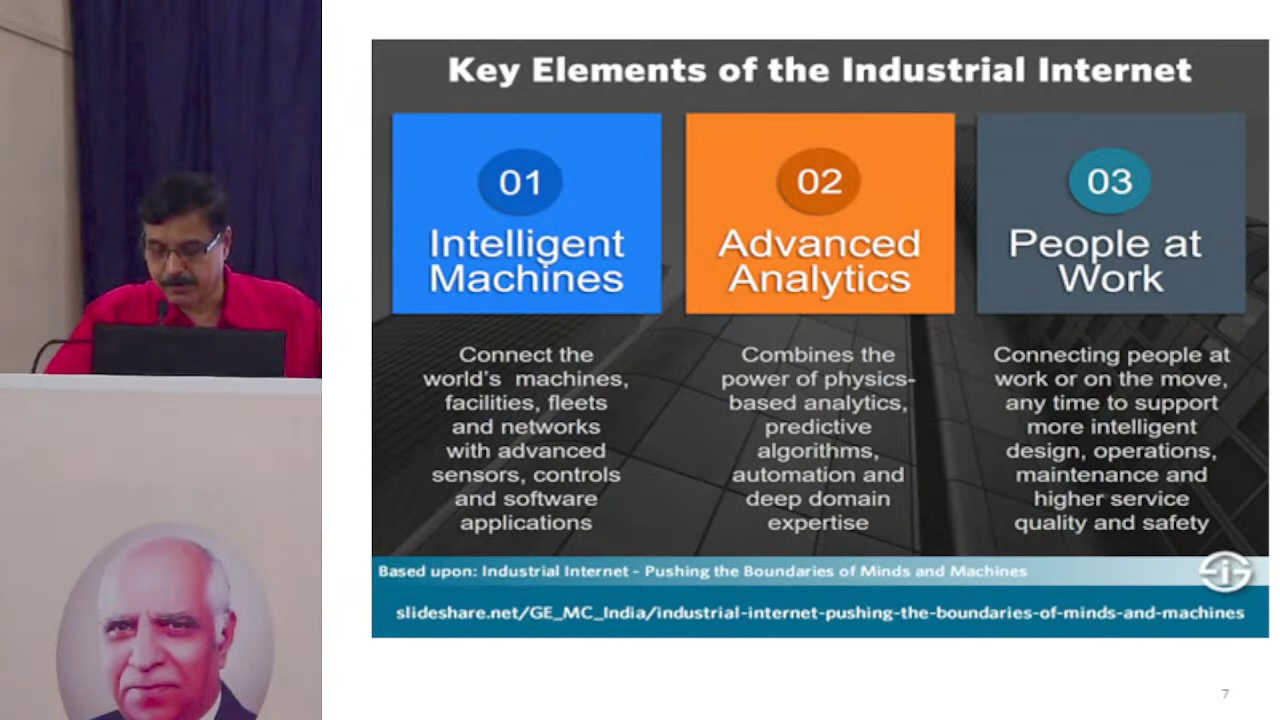 Key Elements of the Industrial Internet
01
Intelligent
Machines
Connect the
world's machines,
facilities, fleets
and networks
with advanced
sensors, controls
and software
applications
02
Advanced
Analytics
Combines the
power of physics-
based analytics,
predictive
algorithms,
automation and
deep domain
expertise
03
People at
Work
Connecting people at
work or on the move,
any time to support
more intelligent
design, operations,
maintenance and
higher service
quality and safety
Based upon: Industrial Internet - Pushing the Boundaries of Minds and Machines
slideshare.net/GE_MC_India/industrial-internet-pushing-the-boundaries-of-minds-and-machines
7